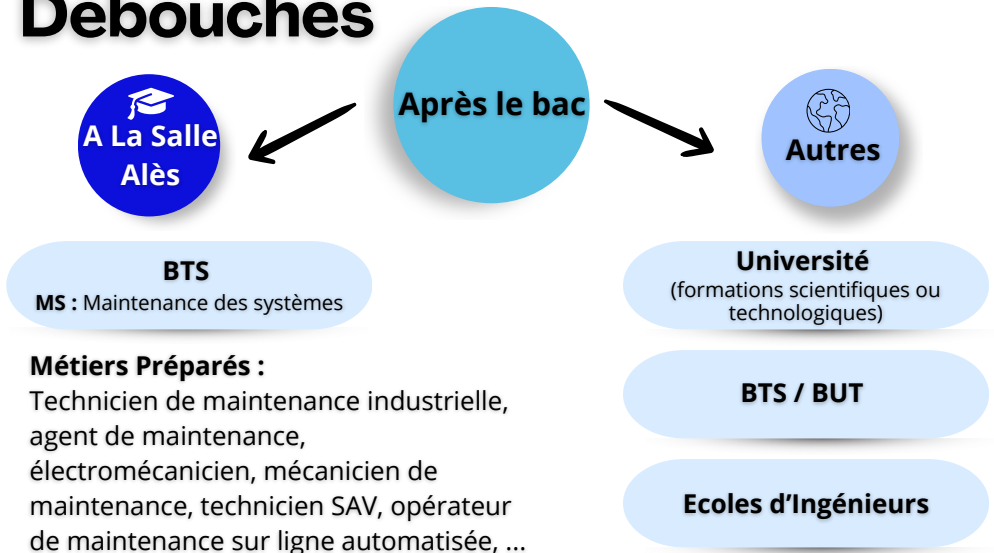 Débouchés
Après le bac
A La Salle
Alès
Autres
BTS
MS : Maintenance des systèmes
Métiers Préparés :
Technicien de maintenance industrielle,
agent de maintenance,
électromécanicien, mécanicien de
maintenance, technicien SAV, opérateur
de maintenance sur ligne automatisée, ...
Université
(formations scientifiques ou
technologiques)
BTS / BUT
Ecoles d’Ingénieurs